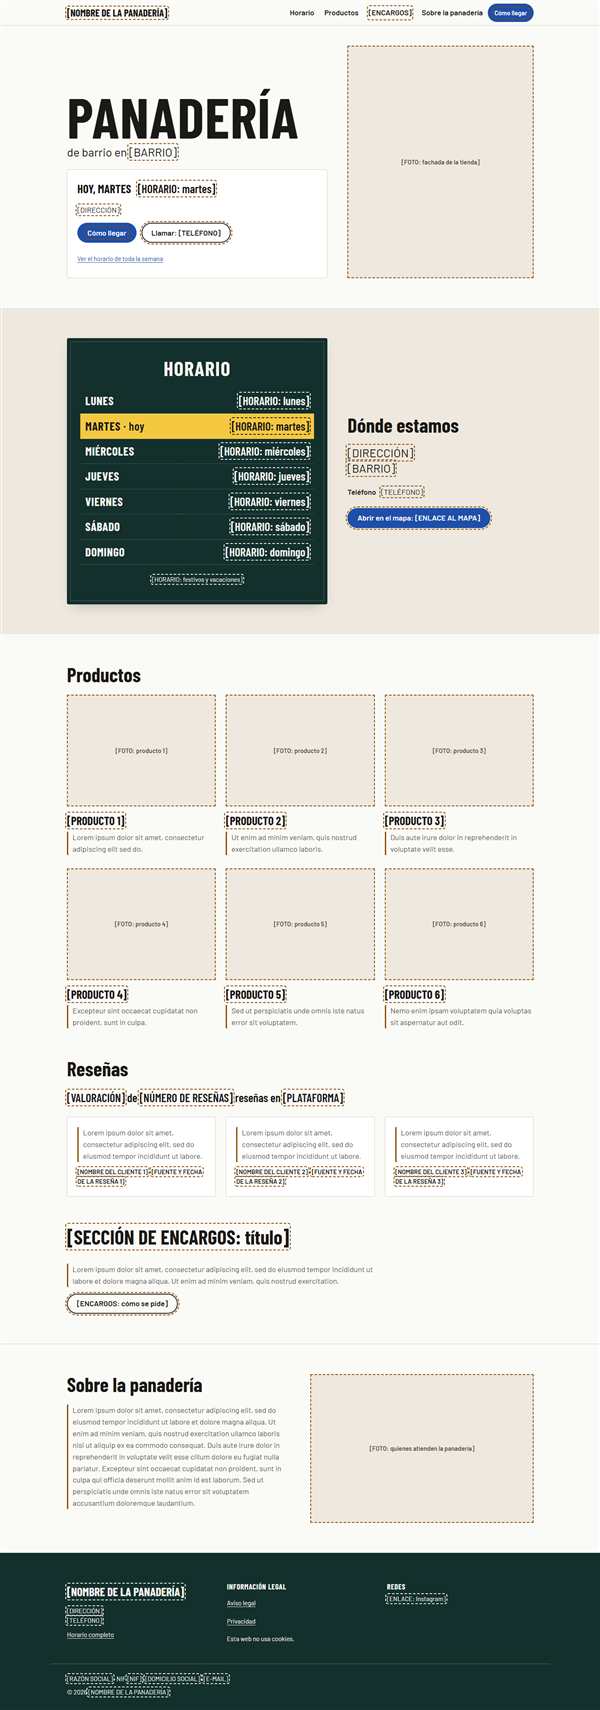 [NOMBRE DE LA PANADERÍA] Horario Productos [ENCARGOS] Sobre la panadería Cómo llegar
PANADERÍA
de barrio en [BARRIO]
[FOTO: fachada de la tienda]
HOY, MARTES [HORARIO: martes]
[DIRECCIÓN]
Cómo llegar Llamar: [TELÉFONO]
Ver el horario de toda la semana
HORARIO
LUNES [HORARIO: lunes]
MARTES · hoy [HORARIO: martes]
MIÉRCOLES [HORARIO: miércoles]
JUEVES [HORARIO: jueves]
VIERNES [HORARIO: viernes]
SÁBADO [HORARIO: sábado]
DOMINGO [HORARIO: domingo]
[HORARIO: festivos y vacaciones]
Dónde estamos
[DIRECCIÓN]
[BARRIO]
Teléfono [TELÉFONO]
Abrir en el mapa: [ENLACE AL MAPA]
Productos
[FOTO: producto 1]
[FOTO: producto 2]
[FOTO: producto 3]
[PRODUCTO 1]
Lorem ipsum dolor sit amet, consectetur
adipiscing elit sed do.
[PRODUCTO 2]
Ut enim ad minim veniam, quis nostrud
exercitation ullamco laboris.
[PRODUCTO 3]
Duis aute irure dolor in reprehenderit in
voluptate velit esse.
[FOTO: producto 4]
[FOTO: producto 5]
[FOTO: producto 6]
[PRODUCTO 4]
Excepteur sint occaecat cupidatat non
proident, sunt in culpa.
[PRODUCTO 5]
Sed ut perspiciatis unde omnis iste natus
error sit voluptatem.
[PRODUCTO 6]
Nemo enim ipsam voluptatem quia voluptas
sit aspernatur aut odit.
Reseñas
[VALORACIÓN] de [NÚMERO DE RESEÑAS] reseñas en [PLATAFORMA]
Lorem ipsum dolor sit amet,
consectetur adipiscing elit, sed do
eiusmod tempor incididunt ut labore.
[NOMBRE DEL CLIENTE 1] · [FUENTE Y FECHA
DE LA RESEÑA 1]
Lorem ipsum dolor sit amet,
consectetur adipiscing elit, sed do
eiusmod tempor incididunt ut labore.
[NOMBRE DEL CLIENTE 2] · [FUENTE Y FECHA
DE LA RESEÑA 2]
Lorem ipsum dolor sit amet,
consectetur adipiscing elit, sed do
eiusmod tempor incididunt ut labore.
[NOMBRE DEL CLIENTE 3] · [FUENTE Y FECHA
DE LA RESEÑA 3]
[SECCIÓN DE ENCARGOS: título]
Lorem ipsum dolor sit amet, consectetur adipiscing elit, sed do eiusmod tempor incididunt ut
labore et dolore magna aliqua. Ut enim ad minim veniam, quis nostrud exercitation.
[ENCARGOS: cómo se pide]
Sobre la panadería
Lorem ipsum dolor sit amet, consectetur adipiscing elit, sed do
eiusmod tempor incididunt ut labore et dolore magna aliqua. Ut
enim ad minim veniam, quis nostrud exercitation ullamco laboris
nisi ut aliquip ex ea commodo consequat. Duis aute irure dolor in
reprehenderit in voluptate velit esse cillum dolore eu fugiat nulla
pariatur. Excepteur sint occaecat cupidatat non proident, sunt in
culpa qui officia deserunt mollit anim id est laborum. Sed ut
perspiciatis unde omnis iste natus error sit voluptatem
accusantium doloremque laudantium.
[FOTO: quienes atienden la panadería]
[NOMBRE DE LA PANADERÍA]
[DIRECCIÓN]
[TELÉFONO]
Horario completo
INFORMACIÓN LEGAL
Aviso legal
Privacidad
Esta web no usa cookies.
REDES
[ENLACE: Instagram]
[RAZÓN SOCIAL] · NIF [NIF] · [DOMICILIO SOCIAL] · [E-MAIL]
© 2026 [NOMBRE DE LA PANADERÍA]